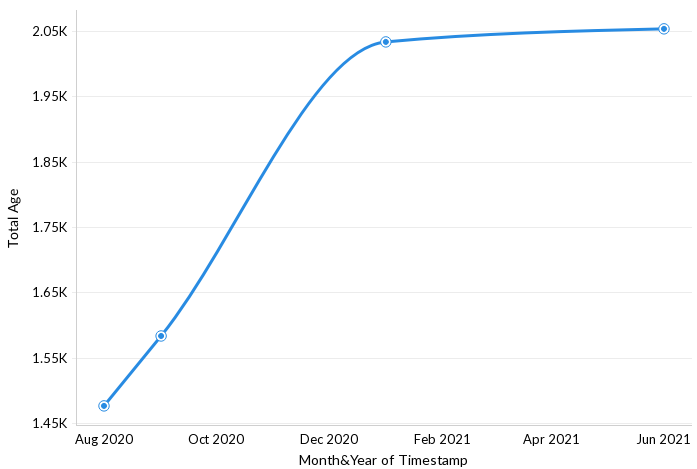 2.05K
1.95K
1.85K
1.75K
1.65K
1.55K
1.45K
Total Age
Aug 2020 Oct 2020 Dec 2020 Feb 2021 Apr 2021 Jun 2021
Month&Year of Timestamp